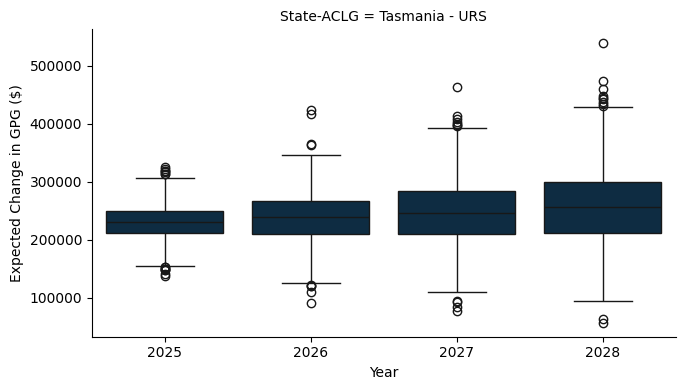 State-ACLG = Tasmania - URS
Expected Change in GPG ($)
500000
400000
300000
200000
100000
2025 2026 2027 2028
Year